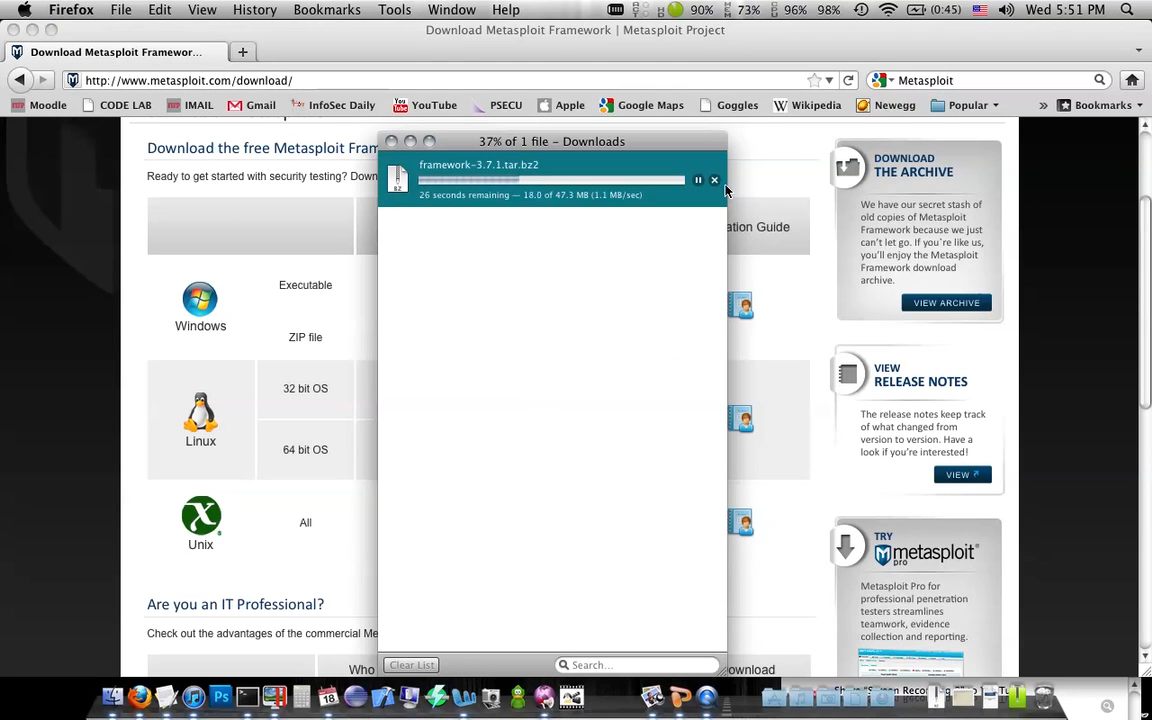 Firefox File Edit View History Bookmarks Tools Window Help 90% 73% 96% 98% (0:45) Wed 5:51 PM
Download Metasploit Framework | Metasploit Project
Download Metasploit Framewor...
http://www.metasploit.com/download/ Metasploit
Moodle CODE LAB IMAIL Gmail InfoSec Daily YouTube PSECU Apple Google Maps Goggles Wikipedia Newegg Popular Bookmarks
37% of 1 file – Downloads
framework-3.7.1.tar.bz2
BZ
26 seconds remaining — 18.0 of 47.3 MB (1.1 MB/sec)
Clear List
Search...
Download the free Metasploit Fram
Ready to get started with security testing? Down
ation Guide
Windows
Executable
ZIP file
Linux
32 bit OS
64 bit OS
Unix
All
Are you an IT Professional?
Check out the advantages of the commercial Me
Who
ownload
DOWNLOAD
THE ARCHIVE
We have our secret stash of
old copies of Metasploit
Framework because we just
can't let go. If you're like us,
you'll enjoy the Metasploit
Framework download
archive.
VIEW ARCHIVE
VIEW
RELEASE NOTES
The release notes keep track
of what changed from
version to version. Have a
look if you're interested!
VIEW
TRY
metasploit
pro
Metasploit Pro for
professional penetration
testers streamlines
teamwork, evidence
collection and reporting.
18